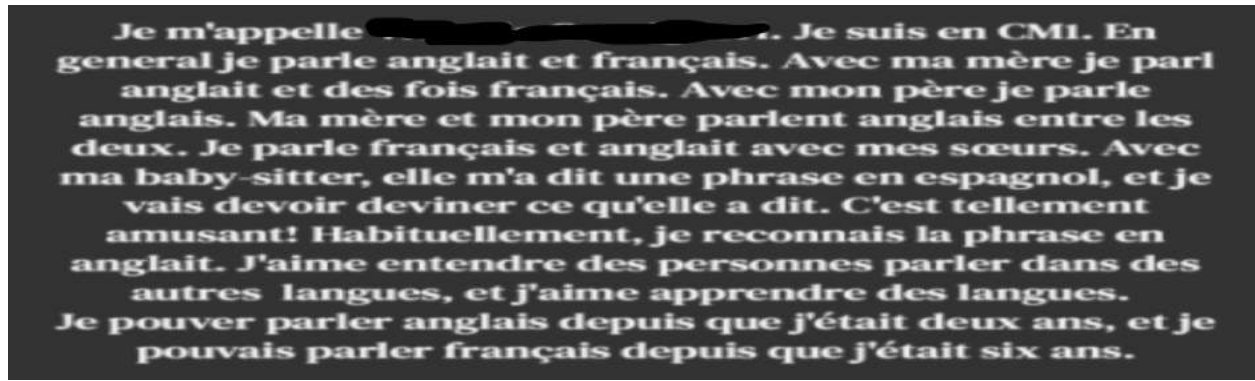 Je m'appelle . Je suis en CM1. En
general je parle anglait et français. Avec ma mère je parl
anglait et des fois français. Avec mon père je parle
anglais. Ma mère et mon père parlent anglais entre les
deux. Je parle français et anglait avec mes sœurs. Avec
ma baby-sitter, elle m'a dit une phrase en espagnol, et je
vais devoir deviner ce qu'elle a dit. C'est tellement
amusant! Habituellement, je reconnais la phrase en
anglait. J'aime entendre des personnes parler dans des
autres langues, et j'aime apprendre des langues.
Je pouver parler anglais depuis que j'était deux ans, et je
pouvais parler français depuis que j'était six ans.